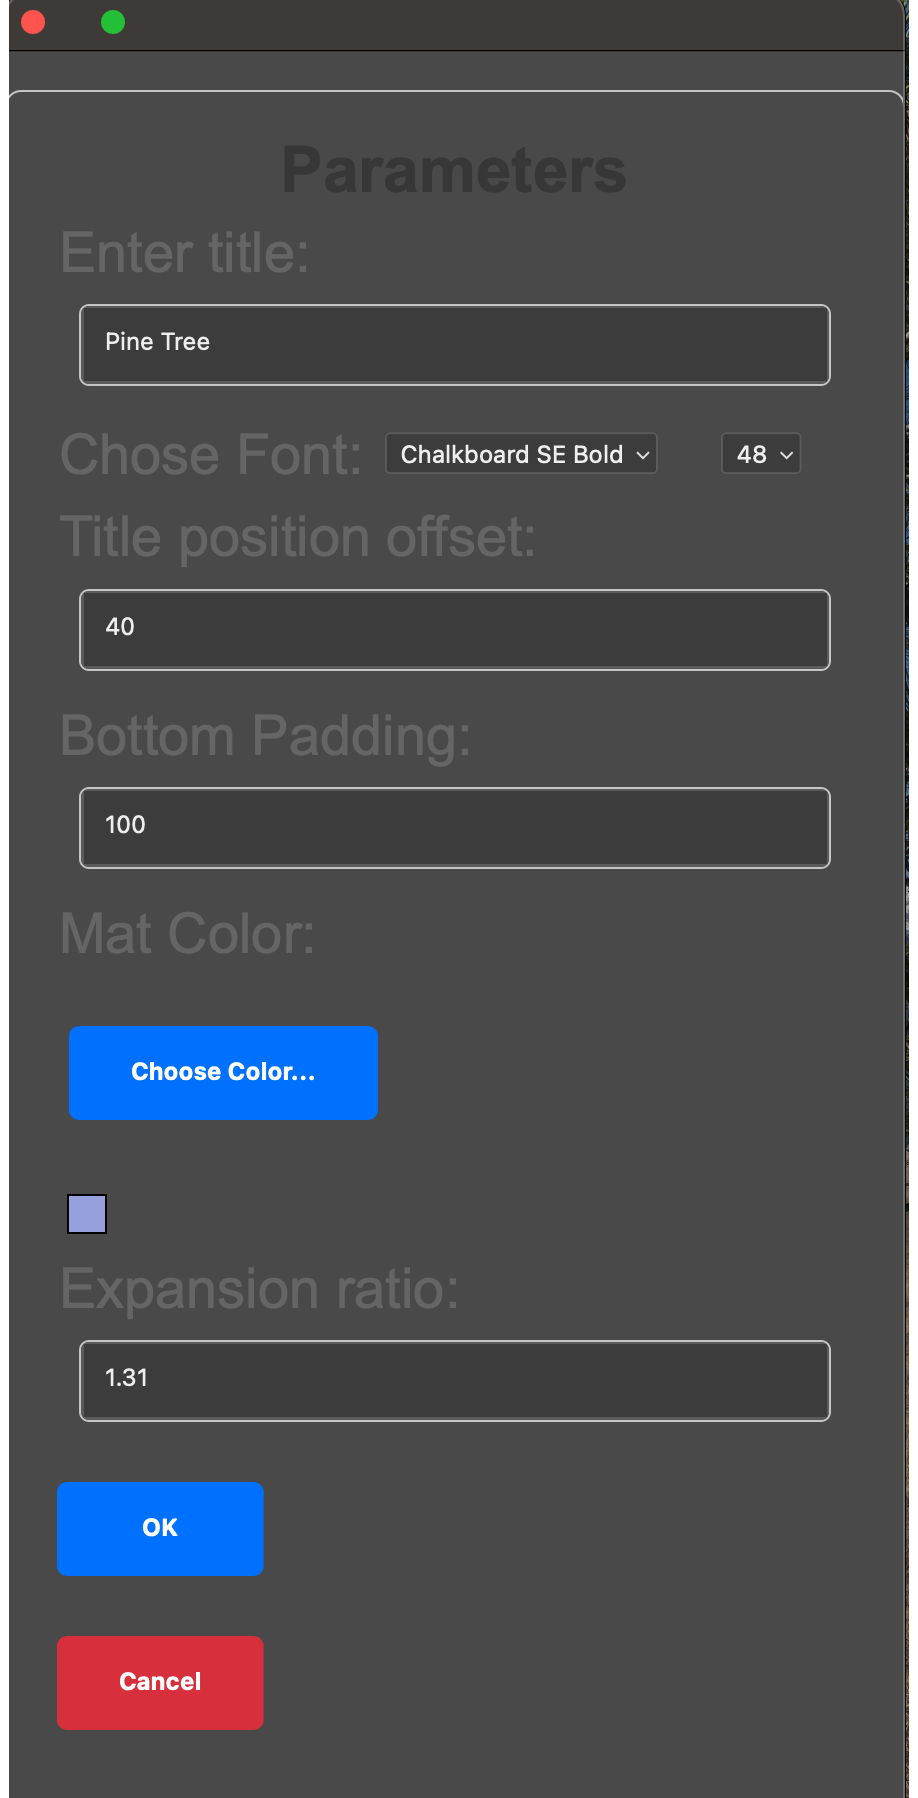 Parameters
Enter title:
Pine Tree
Chose Font: Chalkboard SE Bold 48
Title position offset:
40
Bottom Padding:
100
Mat Color:
Choose Color...
Expansion ratio:
1.31
OK
Cancel